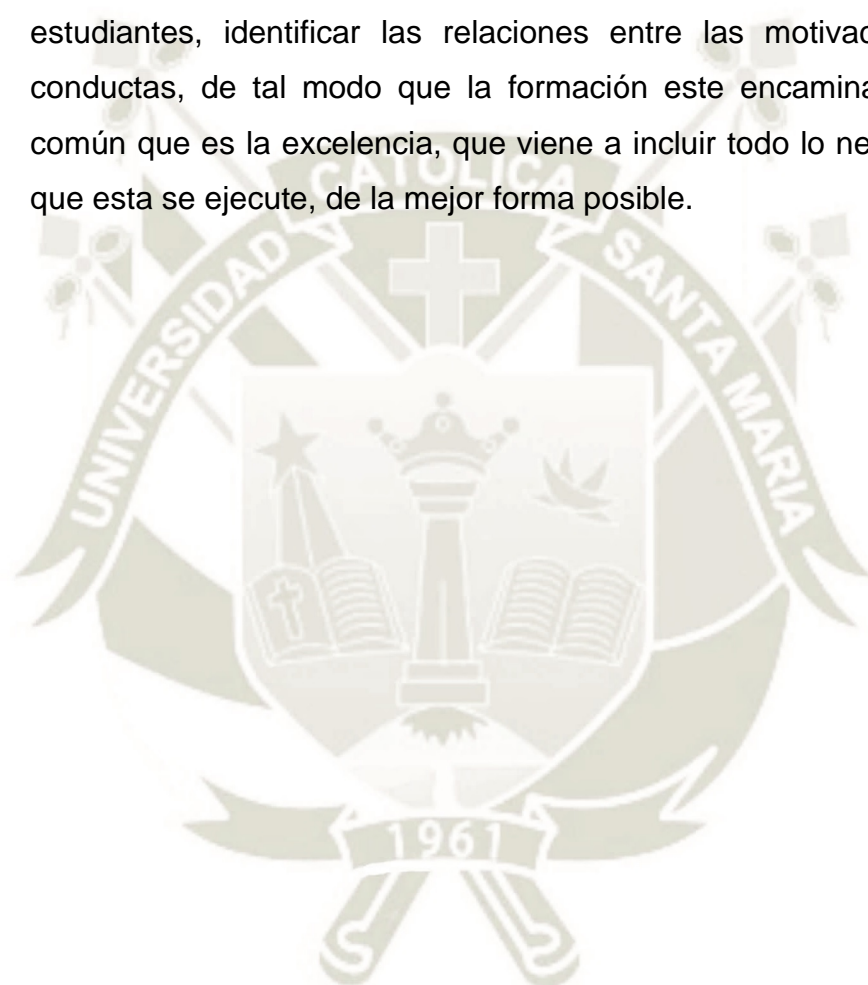 estudiantes, identificar las relaciones entre las motivac
conductas, de tal modo que la formación este encamina
común que es la excelencia, que viene a incluir todo lo ne
que esta se ejecute, de la mejor forma posible.
CATOLICA
UNIVERSIDAD
SANTA MARIA
1961